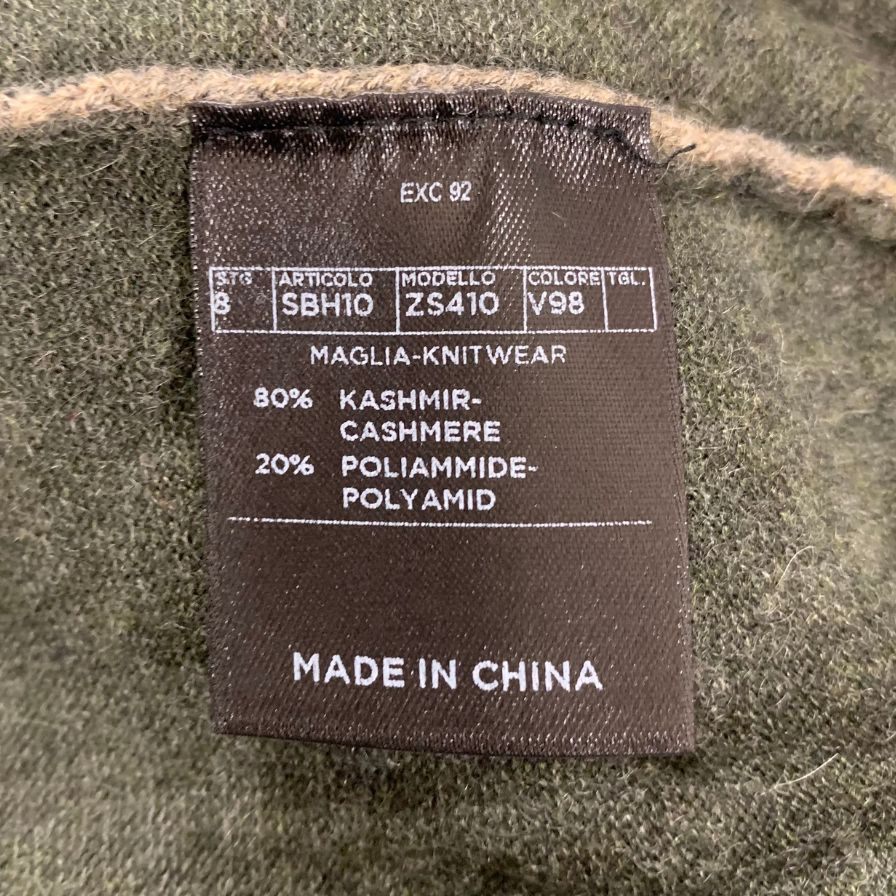 EXC 92
STG ARTICOLO MODELLO COLORE TGL.
8 SBH10 ZS410 V98
MAGLIA-KNITWEAR
80% KASHMIR-
CASHMERE
20% POLIAMMIDE-
POLYAMID
MADE IN CHINA